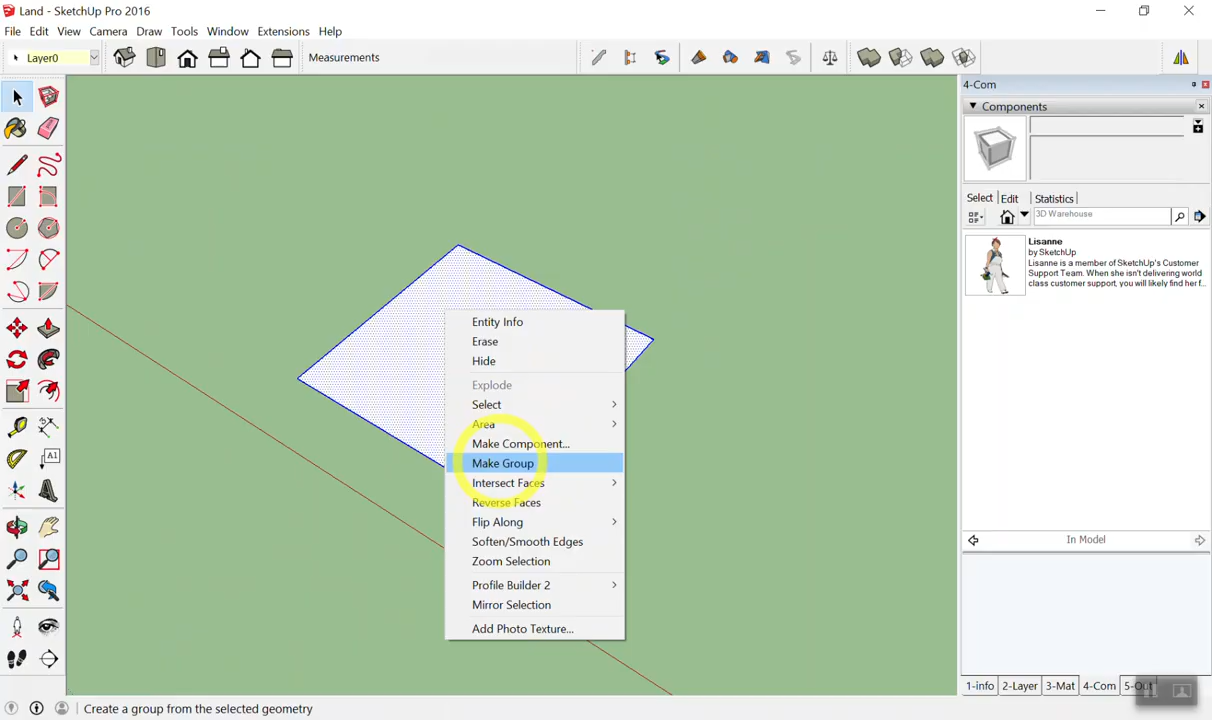 Land - SketchUp Pro 2016
File Edit View Camera Draw Tools Window Extensions Help
Layer0
Measurements
4-Com
Components
Select Edit Statistics
3D Warehouse
Lisanne
by SketchUp
Lisanne is a member of SketchUp's Customer
Support Team. When she isn't delivering world
class customer support, you will likely find her f...
Entity Info
Erase
Hide
Explode
Select
Area
Make Component...
Make Group
Intersect Faces
Reverse Faces
Flip Along
Soften/Smooth Edges
Zoom Selection
Profile Builder 2
Mirror Selection
Add Photo Texture...
A1
In Model
1-info 2-Layer 3-Mat 4-Com
Create a group from the selected geometry